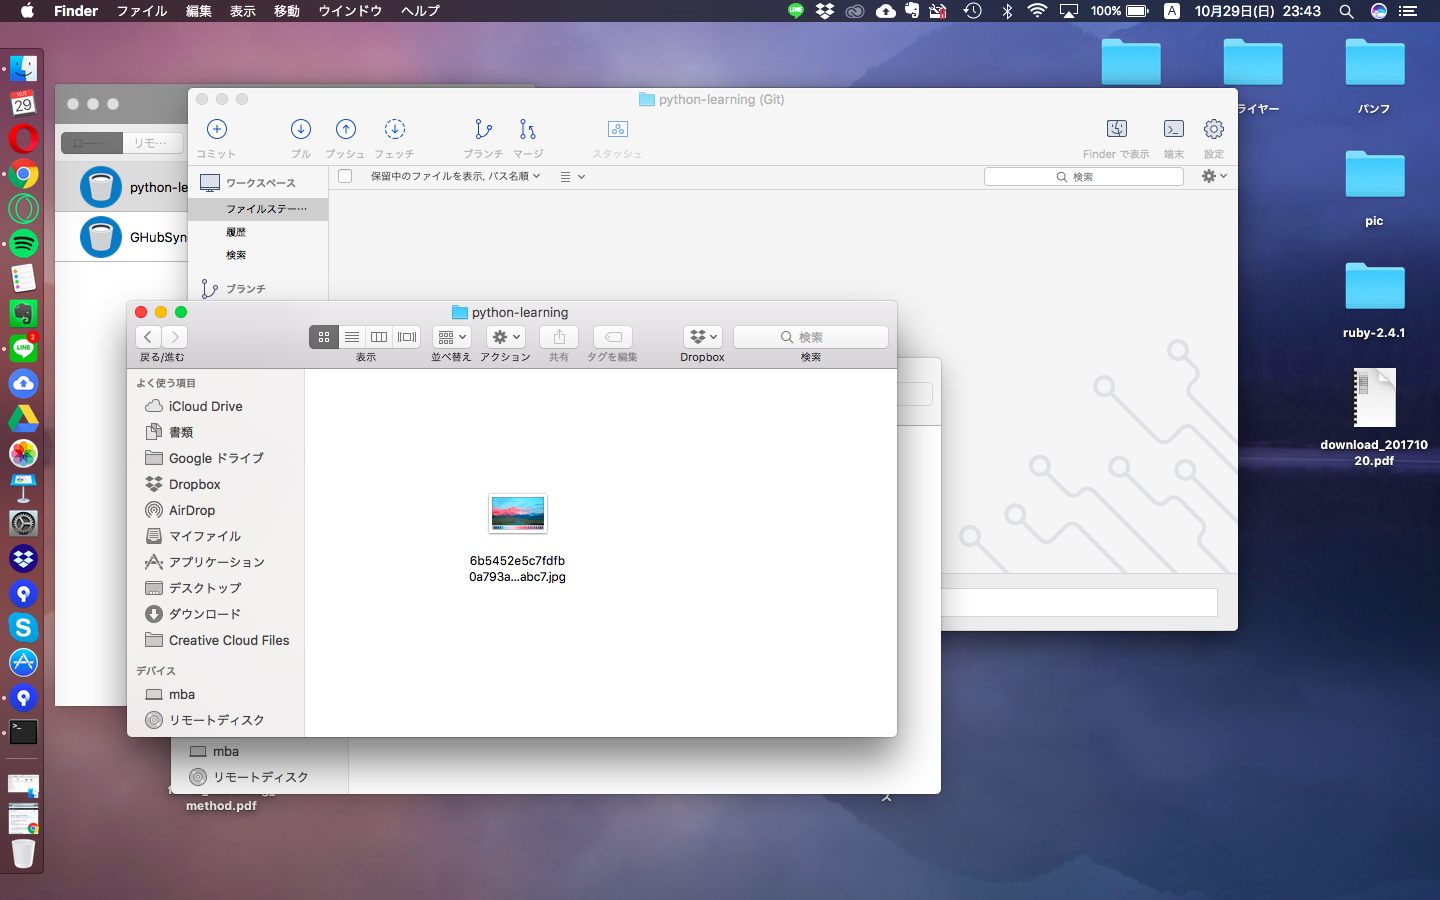 Finder ファイル 編集 表示 移動 ウインドウ ヘルプ
100% A 10月29日(日) 23:43
10月
29
2
ライヤー
パンフ
pic
ruby-2.4.1
download_201710
20.pdf
ロー… リモ…
python-le
GHubSyn
python-learning (Git)
コミット プル プッシュ フェッチ ブランチ マージ スタッシュ Finder で表示 端末 設定
ワークスペース
保留中のファイルを表示, パス名順
検索
ファイルステー…
履歴
検索
ブランチ
python-learning
検索
戻る/進む 表示 並べ替え アクション 共有 タグを編集 Dropbox 検索
よく使う項目
iCloud Drive
書類
Google ドライブ
Dropbox
AirDrop
マイファイル
アプリケーション
デスクトップ
ダウンロード
Creative Cloud Files
デバイス
mba
リモートディスク
6b5452e5c7fdfb
0a793a...abc7.jpg
mba
リモートディスク
method.pdf